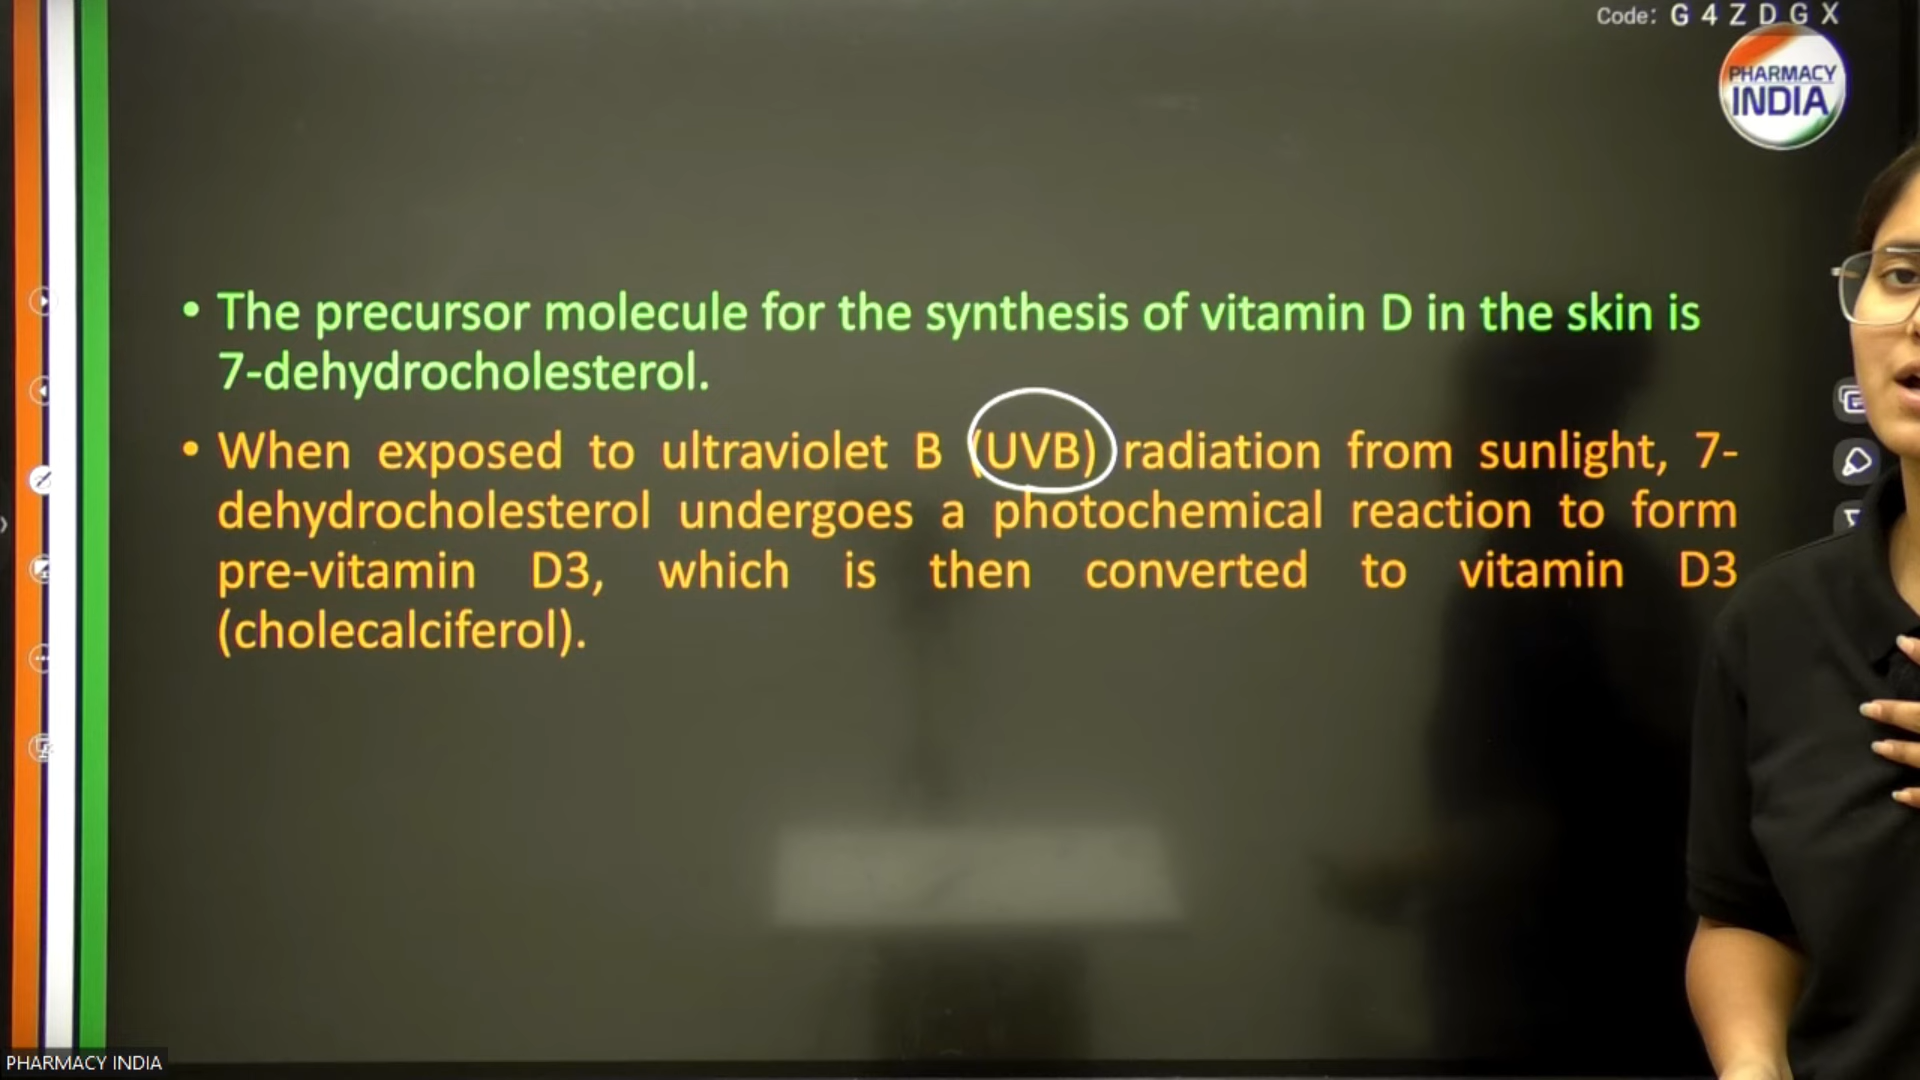 Code: G 4 Z D G X
PHARMACY
INDIA
• The precursor molecule for the synthesis of vitamin D in the skin is
7-dehydrocholesterol.
• When exposed to ultraviolet B (UVB) radiation from sunlight, 7-
dehydrocholesterol undergoes a photochemical reaction to form
pre-vitamin D3, which is then converted to vitamin D3
(cholecalciferol).
PHARMACY INDIA